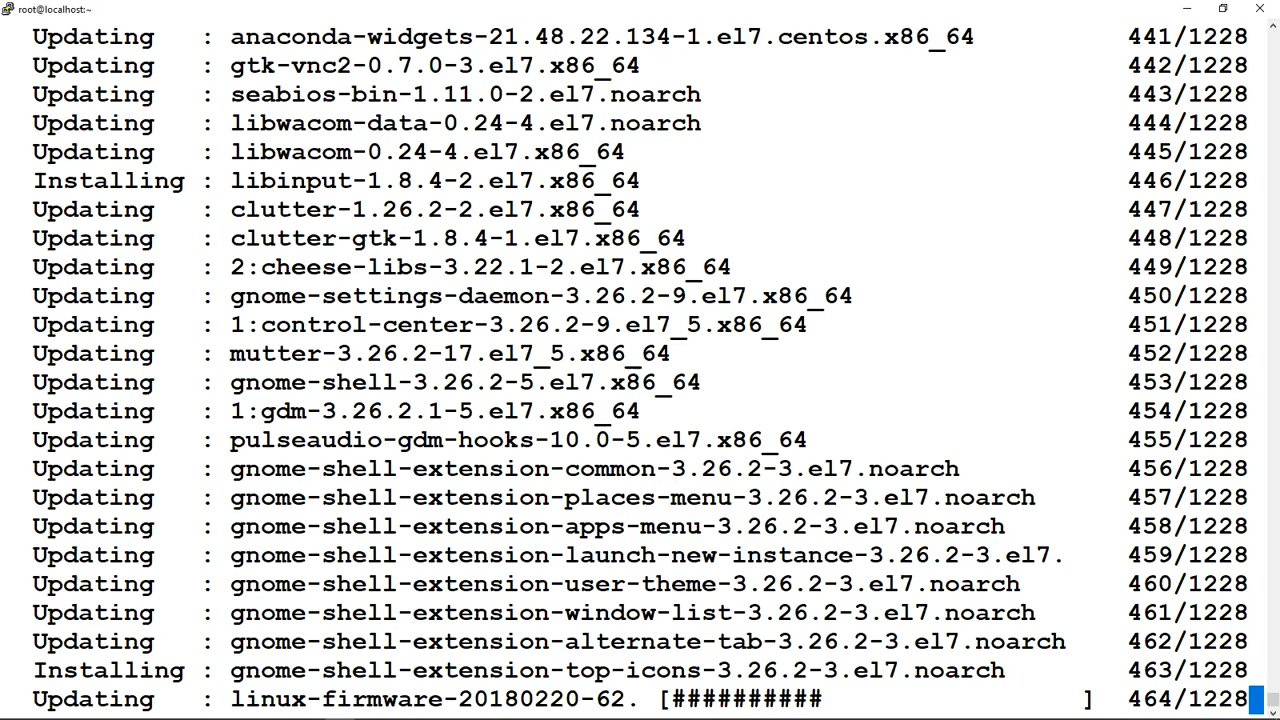 root@localhost:~
Updating : anaconda-widgets-21.48.22.134-1.el7.centos.x86_64 441/1228
Updating : gtk-vnc2-0.7.0-3.el7.x86_64 442/1228
Updating : seabios-bin-1.11.0-2.el7.noarch 443/1228
Updating : libwacom-data-0.24-4.el7.noarch 444/1228
Updating : libwacom-0.24-4.el7.x86_64 445/1228
Installing : libinput-1.8.4-2.el7.x86_64 446/1228
Updating : clutter-1.26.2-2.el7.x86_64 447/1228
Updating : clutter-gtk-1.8.4-1.el7.x86_64 448/1228
Updating : 2:cheese-libs-3.22.1-2.el7.x86_64 449/1228
Updating : gnome-settings-daemon-3.26.2-9.el7.x86_64 450/1228
Updating : 1:control-center-3.26.2-9.el7_5.x86_64 451/1228
Updating : mutter-3.26.2-17.el7_5.x86_64 452/1228
Updating : gnome-shell-3.26.2-5.el7.x86_64 453/1228
Updating : 1:gdm-3.26.2.1-5.el7.x86_64 454/1228
Updating : pulseaudio-gdm-hooks-10.0-5.el7.x86_64 455/1228
Updating : gnome-shell-extension-common-3.26.2-3.el7.noarch 456/1228
Updating : gnome-shell-extension-places-menu-3.26.2-3.el7.noarch 457/1228
Updating : gnome-shell-extension-apps-menu-3.26.2-3.el7.noarch 458/1228
Updating : gnome-shell-extension-launch-new-instance-3.26.2-3.el7. 459/1228
Updating : gnome-shell-extension-user-theme-3.26.2-3.el7.noarch 460/1228
Updating : gnome-shell-extension-window-list-3.26.2-3.el7.noarch 461/1228
Updating : gnome-shell-extension-alternate-tab-3.26.2-3.el7.noarch 462/1228
Installing : gnome-shell-extension-top-icons-3.26.2-3.el7.noarch 463/1228
Updating : linux-firmware-20180220-62. [########## ] 464/1228